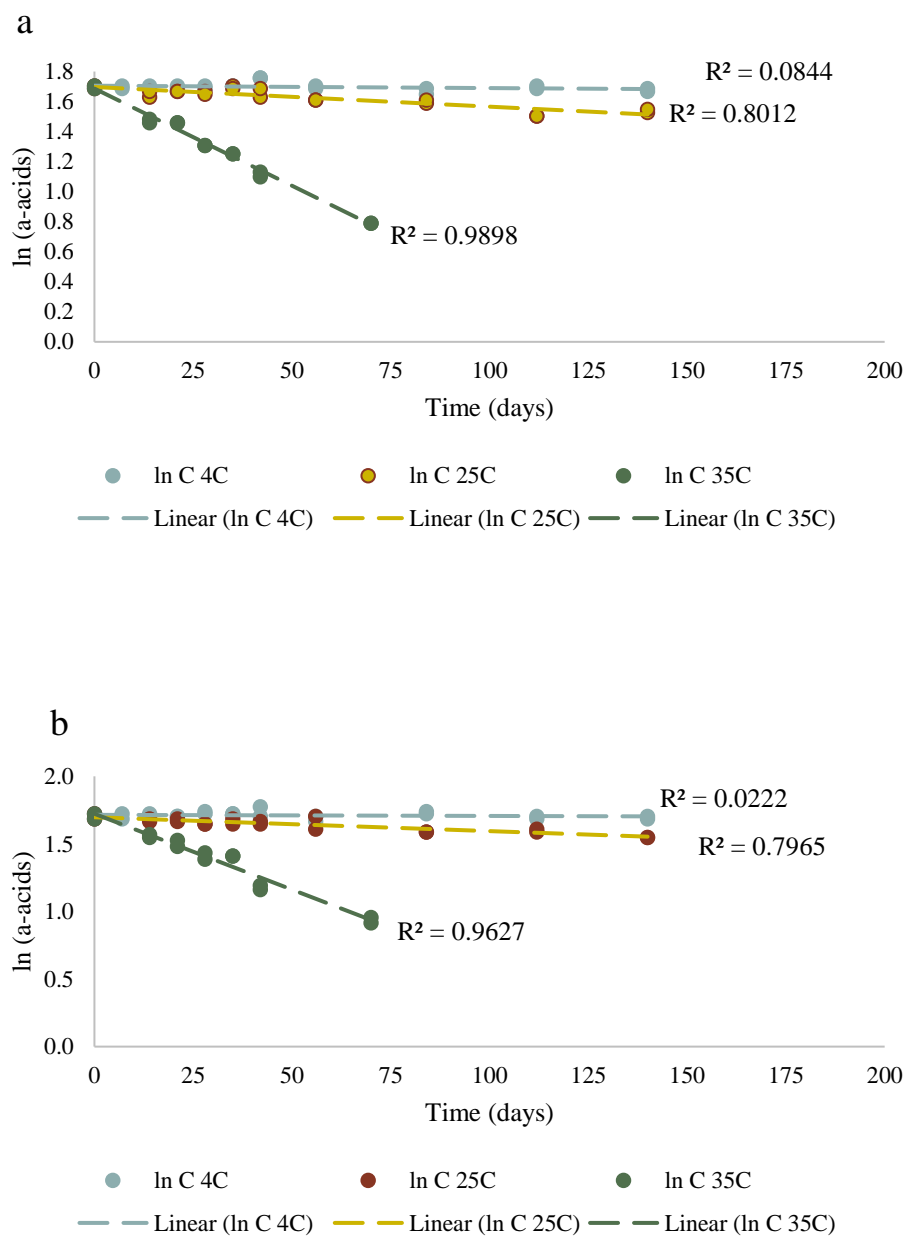 a
R² = 0.0844
R² = 0.8012
R² = 0.9898
ln (a-acids)
1.8
1.6
1.4
1.2
1.0
0.8
0.6
0.4
0.2
0.0
0 25 50 75 100 125 150 175 200
Time (days)
ln C 4C ln C 25C ln C 35C
Linear (ln C 4C) Linear (ln C 25C) Linear (ln C 35C)
b
R² = 0.0222
R² = 0.7965
R² = 0.9627
ln (a-acids)
2.0
1.5
1.0
0.5
0.0
0 25 50 75 100 125 150 175 200
Time (days)
ln C 4C ln C 25C ln C 35C
Linear (ln C 4C) Linear (ln C 25C) Linear (ln C 35C)